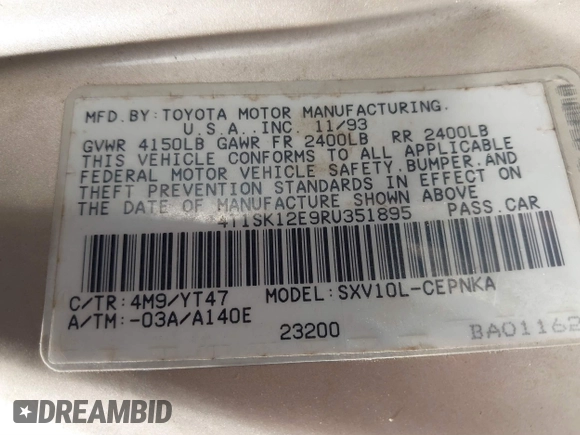 MFD. BY: TOYOTA MOTOR MANUFACTURING.
U.S.A., INC. 11/93
GVWR 4150LB GAWR FR 2400LB RR 2400LB
THIS VEHICLE CONFORMS TO ALL APPLICABLE
FEDERAL MOTOR VEHICLE SAFETY, BUMPER, AND
THEFT PREVENTION STANDARDS IN EFFECT ON
THE DATE OF MANUFACTURE SHOWN ABOVE
4T1SK12E9RU351895 PASS. CAR
C/TR: 4M9/YT47 MODEL: SXV10L-CEPNKA
A/TM: -03A/A140E 23200 BA01162
DREAMBID